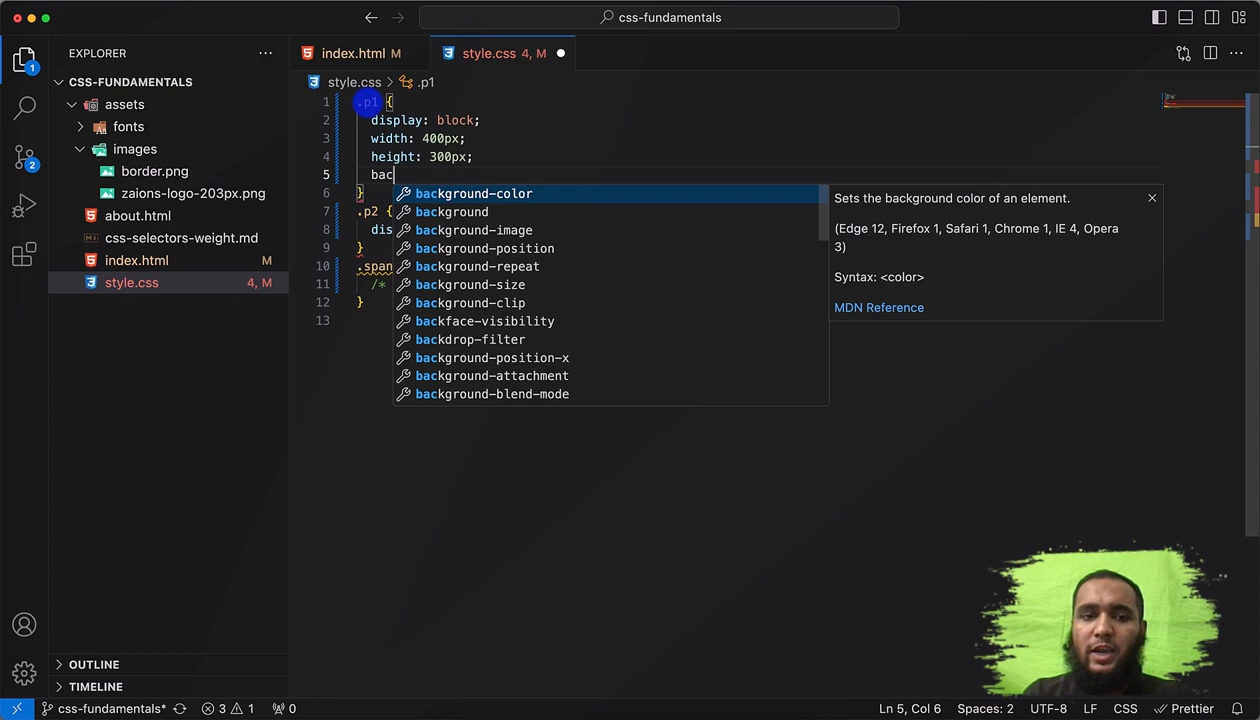 css-fundamentals
EXPLORER
index.html M
style.css 4, M
CSS-FUNDAMENTALS
style.css > .p1
assets
fonts
images
border.png
zaions-logo-203px.png
about.html
css-selectors-weight.md
index.html M
style.css 4, M
1
2
1 .p1 {
2 display: block;
3 width: 400px;
4 height: 300px;
5 bac
6 }
7 .p2 {
8 dis
9 }
10 .span
11 /*
12 }
13
background-color
background
background-image
background-position
background-repeat
background-size
background-clip
backface-visibility
backdrop-filter
background-position-x
background-attachment
background-blend-mode
Sets the background color of an element.
(Edge 12, Firefox 1, Safari 1, Chrome 1, IE 4, Opera
3)
Syntax: <color>
MDN Reference
OUTLINE
TIMELINE
css-fundamentals* 3 1 0 Ln 5, Col 6 Spaces: 2 UTF-8 LF CSS Prettier